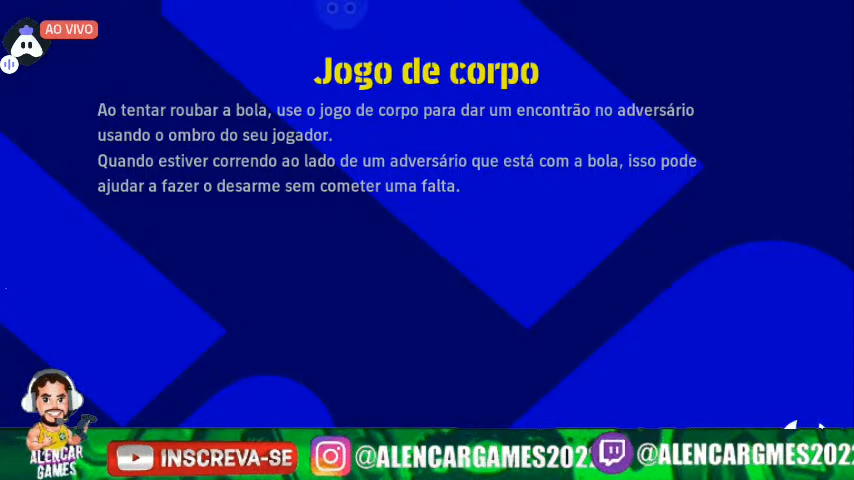 AO VIVO
Jogo de corpo
Ao tentar roubar a bola, use o jogo de corpo para dar um encontrão no adversário
usando o ombro do seu jogador.
Quando estiver correndo ao lado de um adversário que está com a bola, isso pode
ajudar a fazer o desarme sem cometer uma falta.
ALENCAR
GAMES
INSCREVA-SE
@ALENCARGAMES202
@ALENCARGMES202